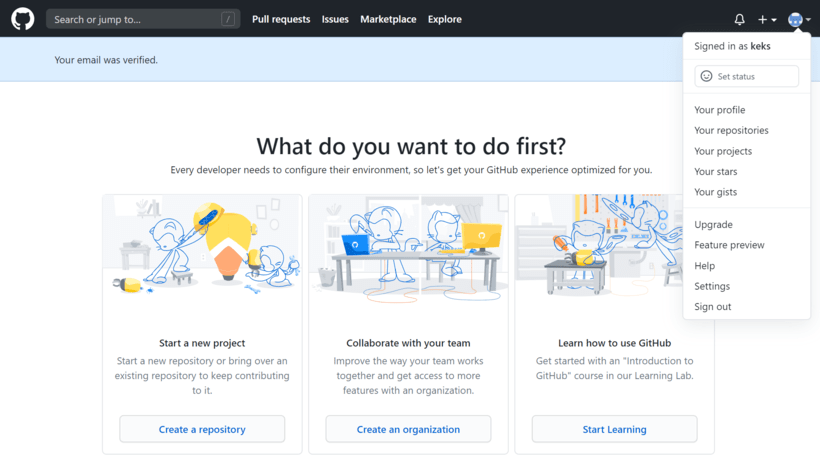 Search or jump to...
/
Pull requests
Issues
Marketplace
Explore
Your email was verified.
Signed in as keks
Set status
Your profile
Your repositories
Your projects
Your stars
Your gists
Upgrade
Feature preview
Help
Settings
Sign out
What do you want to do first?
Every developer needs to configure their environment, so let's get your GitHub experience optimized for you.
Start a new project
Start a new repository or bring over an
existing repository to keep contributing
to it.
Create a repository
Collaborate with your team
Improve the way your team works
together and get access to more
features with an organization.
Create an organization
Learn how to use GitHub
Get started with an "Introduction to
GitHub" course in our Learning Lab.
Start Learning